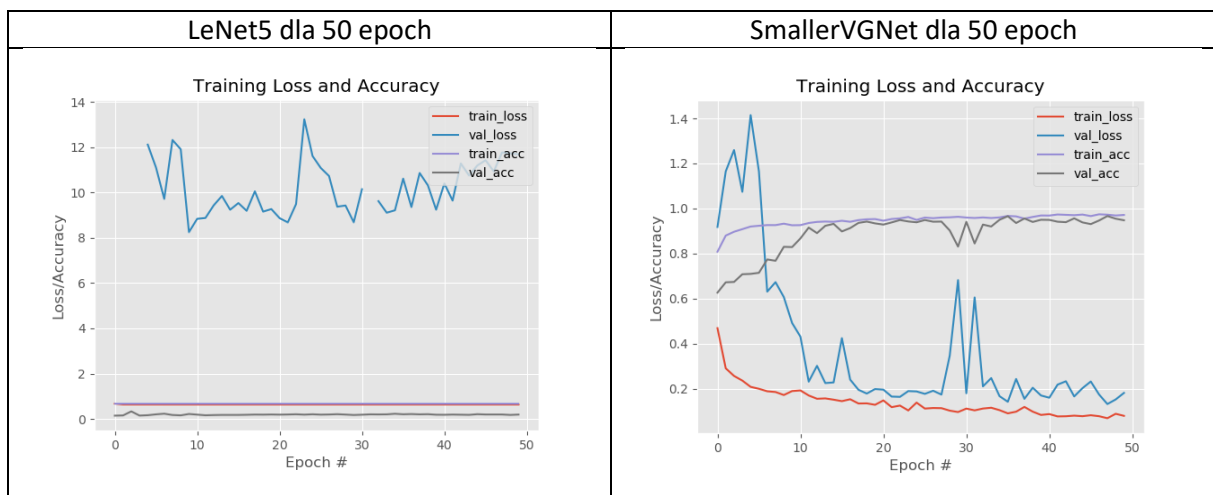 LeNet5 dla 50 epoch
SmallerVGNet dla 50 epoch
Training Loss and Accuracy
14
12
10
8
6
4
2
0
Loss/Accuracy
train_loss
val_loss
train_acc
val_acc
0
10
20
30
40
50
Epoch #
Training Loss and Accuracy
1.4
1.2
1.0
0.8
0.6
0.4
0.2
Loss/Accuracy
train_loss
val_loss
train_acc
val_acc
0
10
20
30
40
50
Epoch #